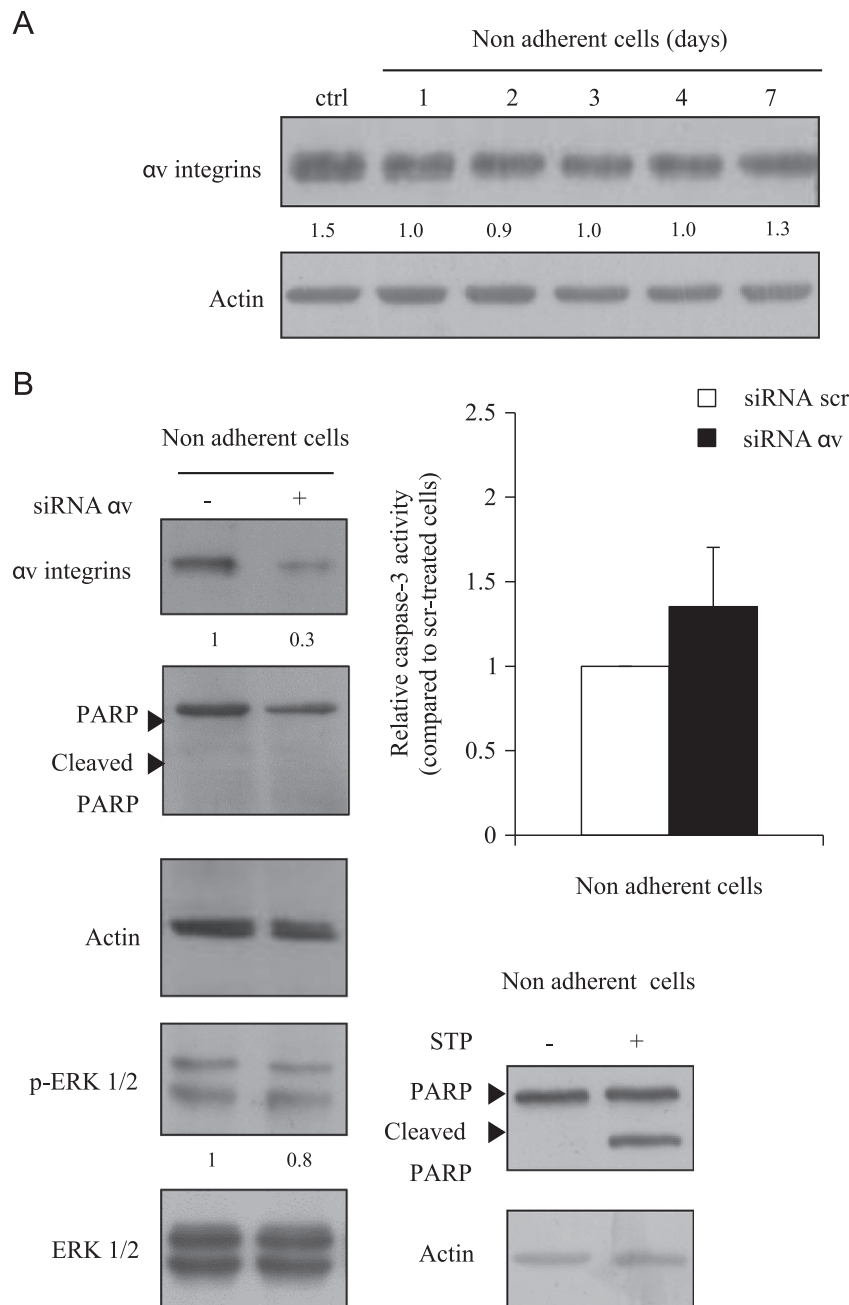 A
Non adherent cells (days)
ctrl 1 2 3 4 7
αv integrins
1.5 1.0 0.9 1.0 1.0 1.3
Actin
B
Non adherent cells
siRNA αv - +
αv integrins
1 0.3
PARP
Cleaved
PARP
Actin
p-ERK 1/2
1 0.8
ERK 1/2
siRNA scr
siRNA αv
Relative caspase-3 activity
(compared to scr-treated cells)
2.5
2
1.5
1
0.5
0
Non adherent cells
Non adherent cells
STP - +
PARP
Cleaved
PARP
Actin